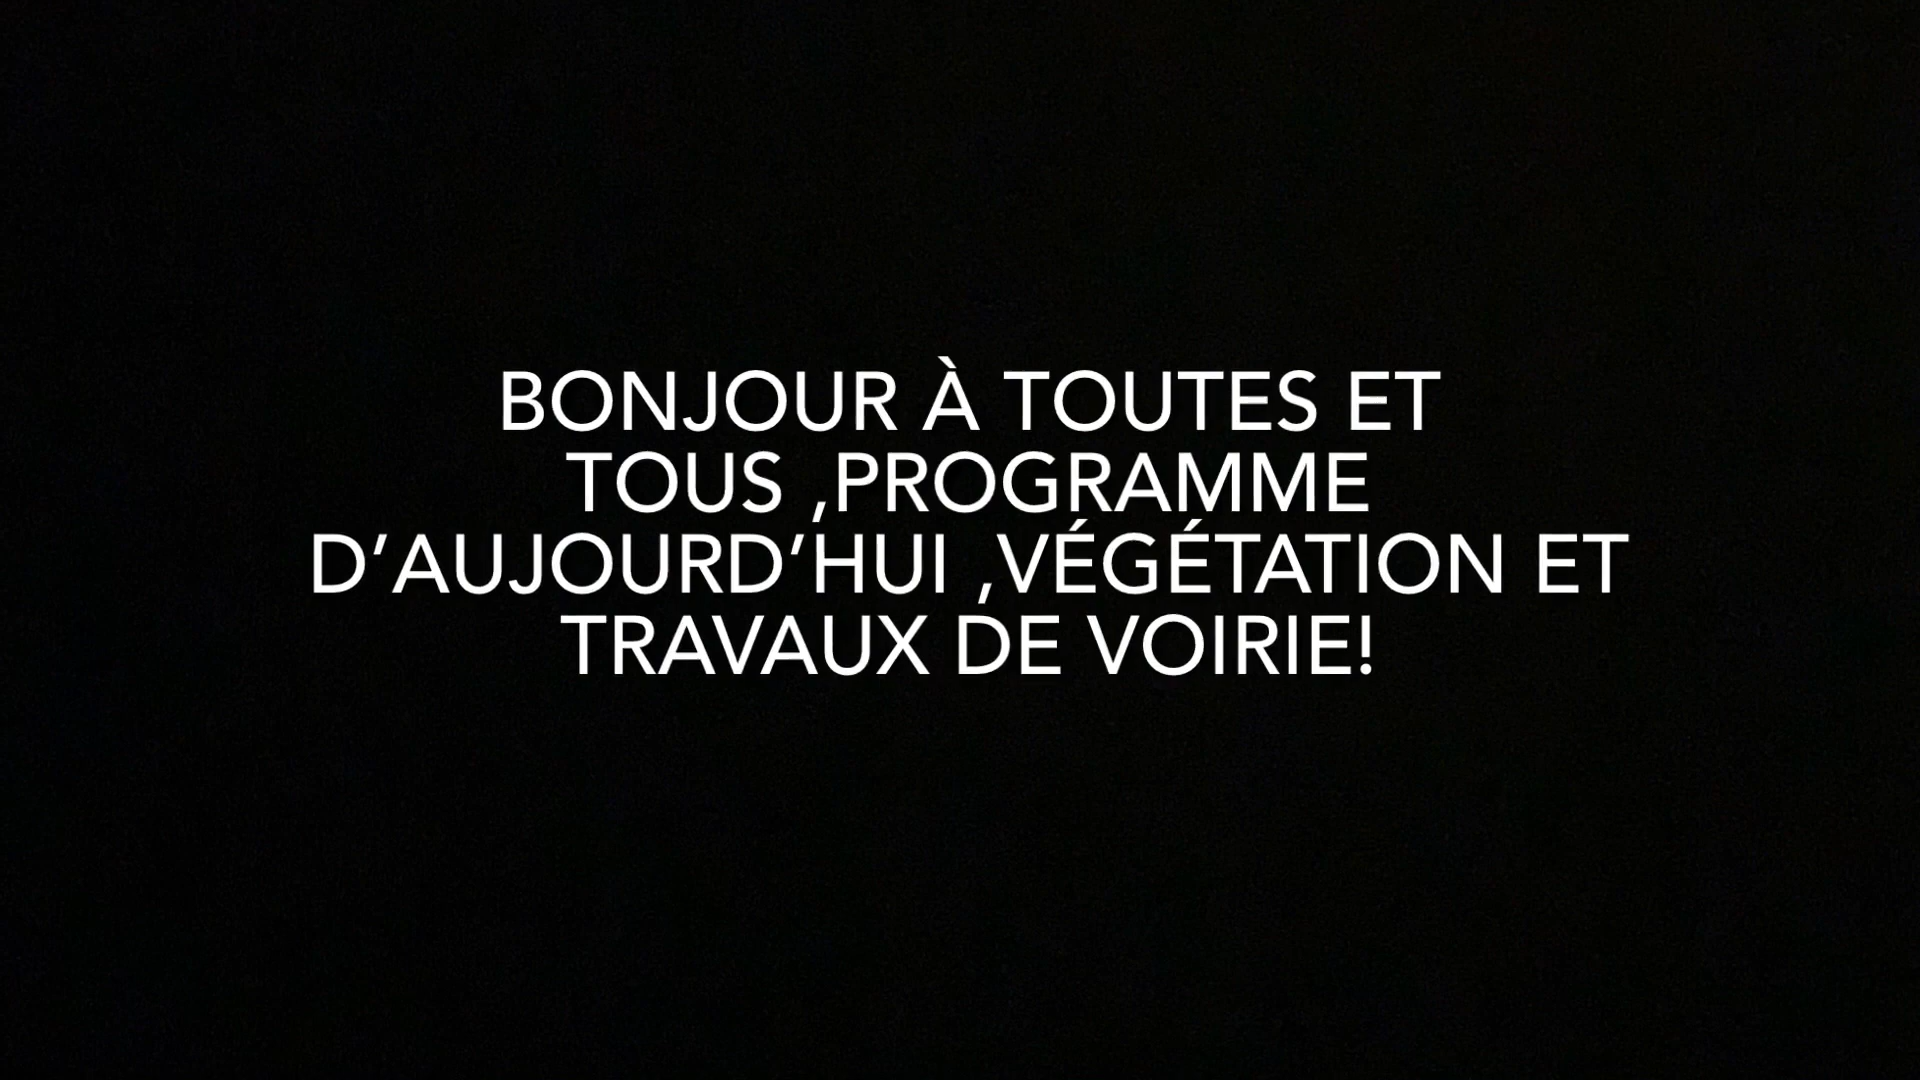 BONJOUR À TOUTES ET
TOUS ,PROGRAMME
D’AUJOURD’HUI ,VÉGÉTATION ET
TRAVAUX DE VOIRIE!